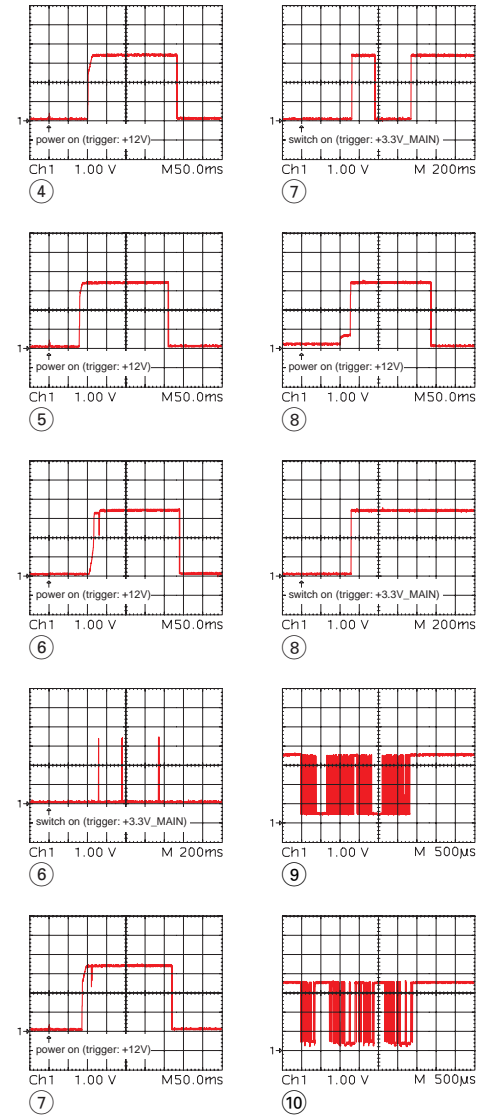 1
power on (trigger: +12V)
Ch1 1.00 V M50.0ms
④
1
power on (trigger: +12V)
Ch1 1.00 V M50.0ms
⑤
1
power on (trigger: +12V)
Ch1 1.00 V M50.0ms
⑥
1
switch on (trigger: +3.3V_MAIN)
Ch1 1.00 V M 200ms
⑥
1
power on (trigger: +12V)
Ch1 1.00 V M50.0ms
⑦
1
switch on (trigger: +3.3V_MAIN)
Ch1 1.00 V M 200ms
⑦
1
power on (trigger: +12V)
Ch1 1.00 V M50.0ms
⑧
1
switch on (trigger: +3.3V_MAIN)
Ch1 1.00 V M 200ms
⑧
1
Ch1 1.00 V M 500µs
⑨
1
Ch1 1.00 V M 500µs
⑩